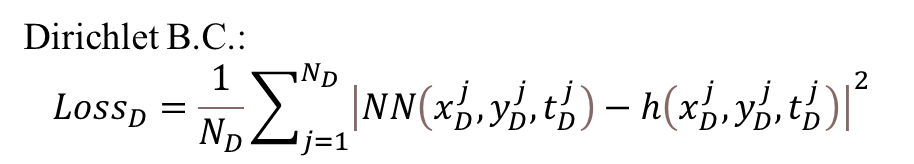 Dirichlet B.C.:
$Loss_D = \frac{1}{N_D} \sum_{j=1}^{N_D} \left| NN(x_D^j, y_D^j, t_D^j) - h(x_D^j, y_D^j, t_D^j) \right|^2$